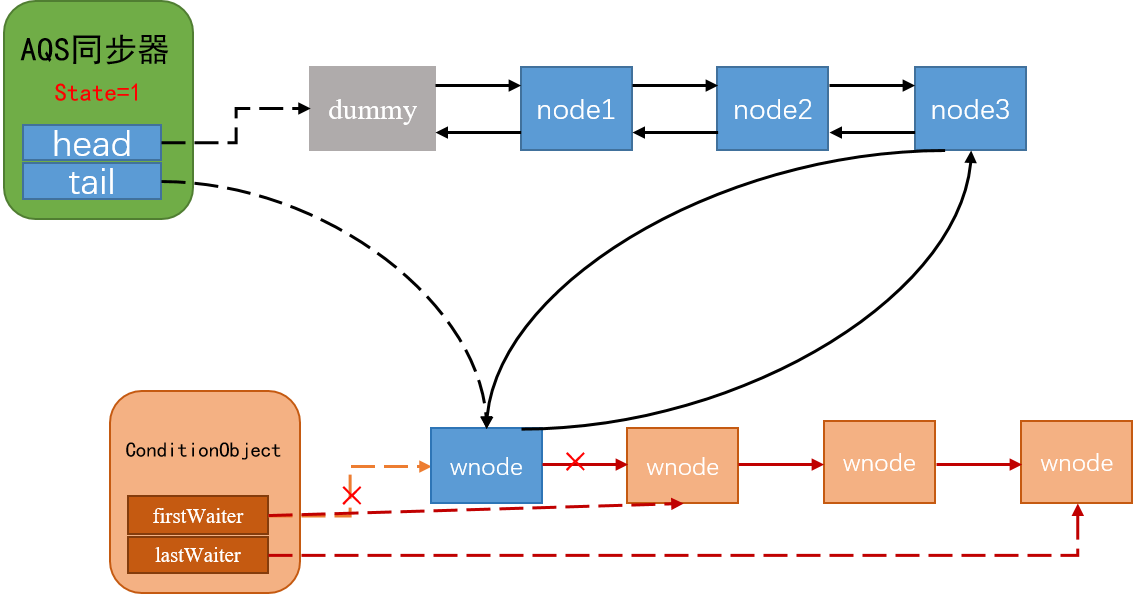 AQS同步器
State=1
head
tail
dummy
node1
node2
node3
ConditionObject
firstWaiter
lastWaiter
wnode
wnode
wnode
wnode